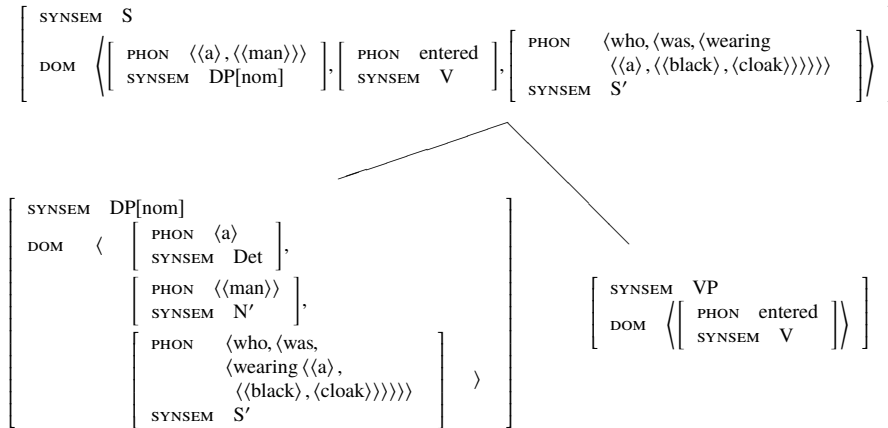 SYNSEM S
DOM ⟨[PHON ⟨⟨a⟩, ⟨⟨man⟩⟩⟩ SYNSEM DP[nom]], [PHON entered SYNSEM V], [PHON ⟨who, ⟨was, ⟨wearing ⟨⟨a⟩, ⟨⟨black⟩, ⟨cloak⟩⟩⟩⟩⟩⟩ SYNSEM S′]⟩
SYNSEM DP[nom]
DOM ⟨ [PHON ⟨a⟩
SYNSEM Det],
[PHON ⟨⟨man⟩⟩
SYNSEM N′],
[PHON ⟨who, ⟨was,
⟨wearing ⟨⟨a⟩,
⟨⟨black⟩, ⟨cloak⟩⟩⟩⟩⟩⟩
SYNSEM S′] ⟩
SYNSEM VP
DOM ⟨[PHON entered
SYNSEM V]⟩